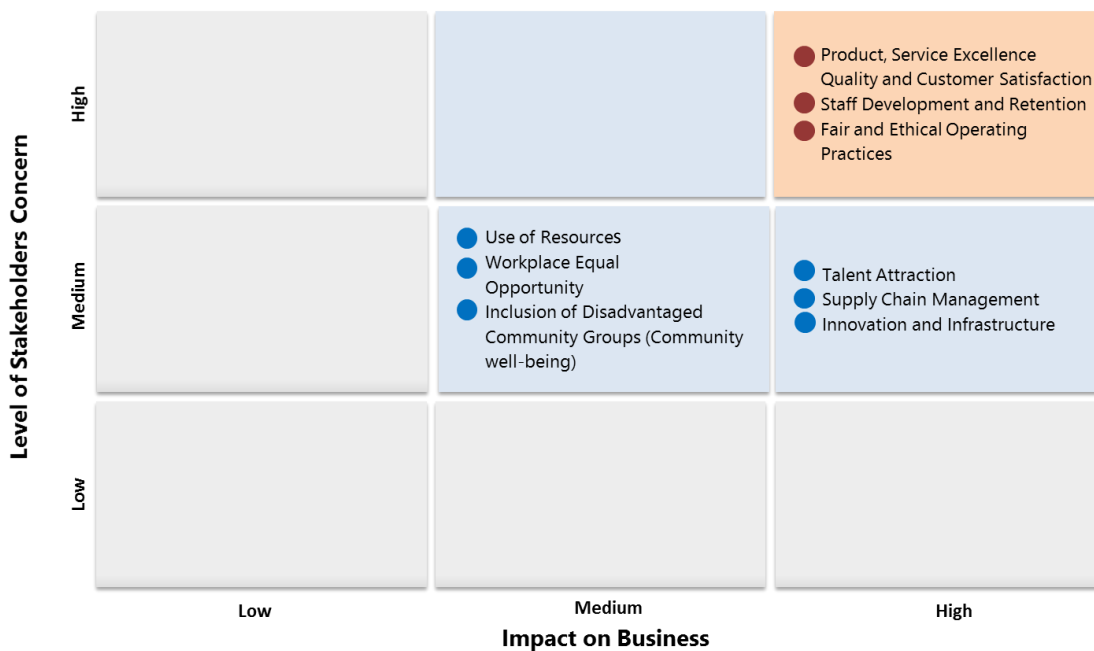 Level of Stakeholders Concern
High
Product, Service Excellence
Quality and Customer Satisfaction
Staff Development and Retention
Fair and Ethical Operating
Practices
Medium
Use of Resources
Workplace Equal
Opportunity
Inclusion of Disadvantaged
Community Groups (Community
well-being)
Talent Attraction
Supply Chain Management
Innovation and Infrastructure
Low
Low
Medium
High
Impact on Business